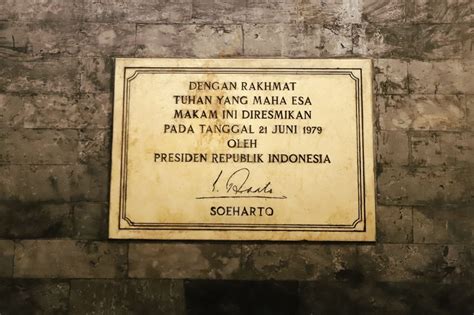 DENGAN RAKHMAT
TUHAN YANG MAHA ESA
MAKAM INI DIRESMIKAN
PADA TANGGAL 21 JUNI 1979
OLEH
PRESIDEN REPUBLIK INDONESIA
SOEHARTO